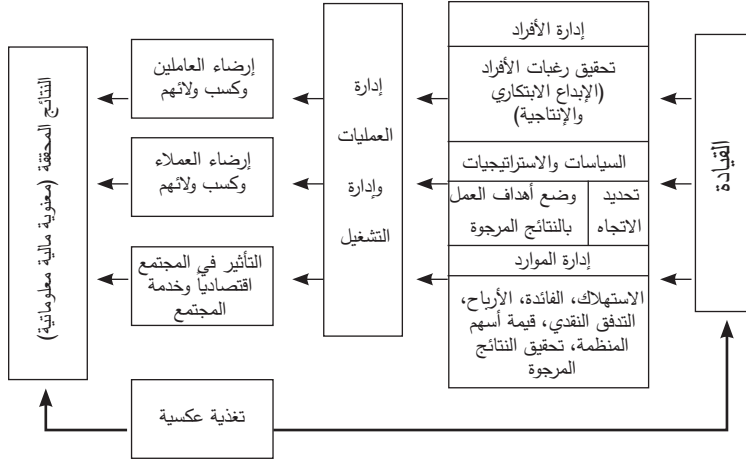 القيادة
إدارة الأفراد
تحقيق رغبات الأفراد
(الإبداع الابتكاري
والإنتاجية)
السياسات والاستراتيجيات
تحديد
الاتجاه
وضع أهداف العمل
بالنتائج المرجوة
إدارة الموارد
الاستهلاك، الفائدة، الأرباح،
التدفق النقدي، قيمة أسهم
المنظمة، تحقيق النتائج
المرجوة
إدارة
العمليات
وإدارة
التشغيل
إرضاء العاملين
وكسب ولائهم
إرضاء العملاء
وكسب ولائهم
التأثير في المجتمع
اقتصادياً وخدمة
المجتمع
النتائج المحققة (معنوية مالية معلوماتية)
تغذية عكسية